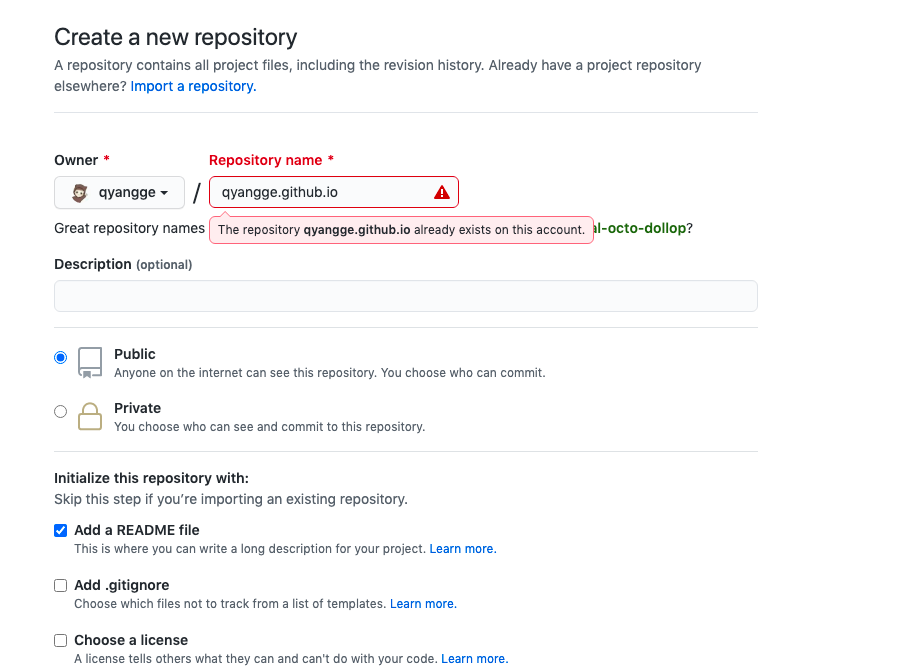 Create a new repository
A repository contains all project files, including the revision history. Already have a project repository
elsewhere? Import a repository.
Owner * Repository name *
qyangge / qyangge.github.io
Great repository names al-octo-dollop?
The repository qyangge.github.io already exists on this account.
Description (optional)
Public
Anyone on the internet can see this repository. You choose who can commit.
Private
You choose who can see and commit to this repository.
Initialize this repository with:
Skip this step if you’re importing an existing repository.
Add a README file
This is where you can write a long description for your project. Learn more.
Add .gitignore
Choose which files not to track from a list of templates. Learn more.
Choose a license
A license tells others what they can and can't do with your code. Learn more.